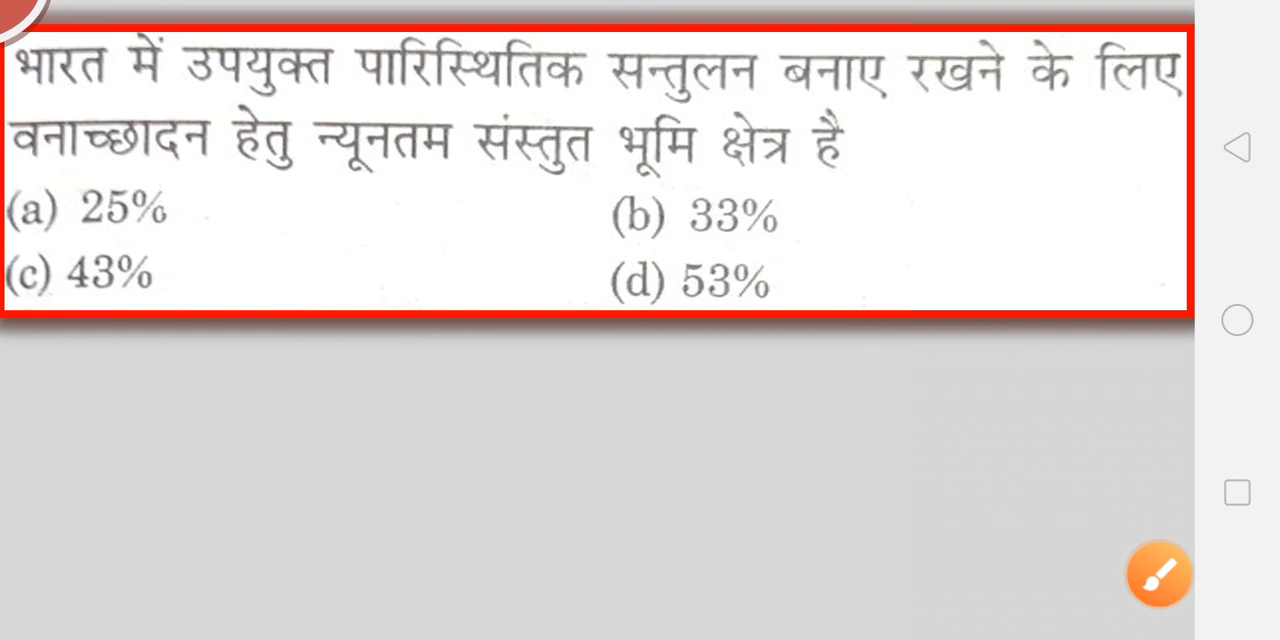 भारत में उपयुक्त पारिस्थितिक सन्तुलन बनाए रखने के लिए
वनाच्छादन हेतु न्यूनतम संस्तुत भूमि क्षेत्र है
(a) 25% (b) 33%
(c) 43% (d) 53%